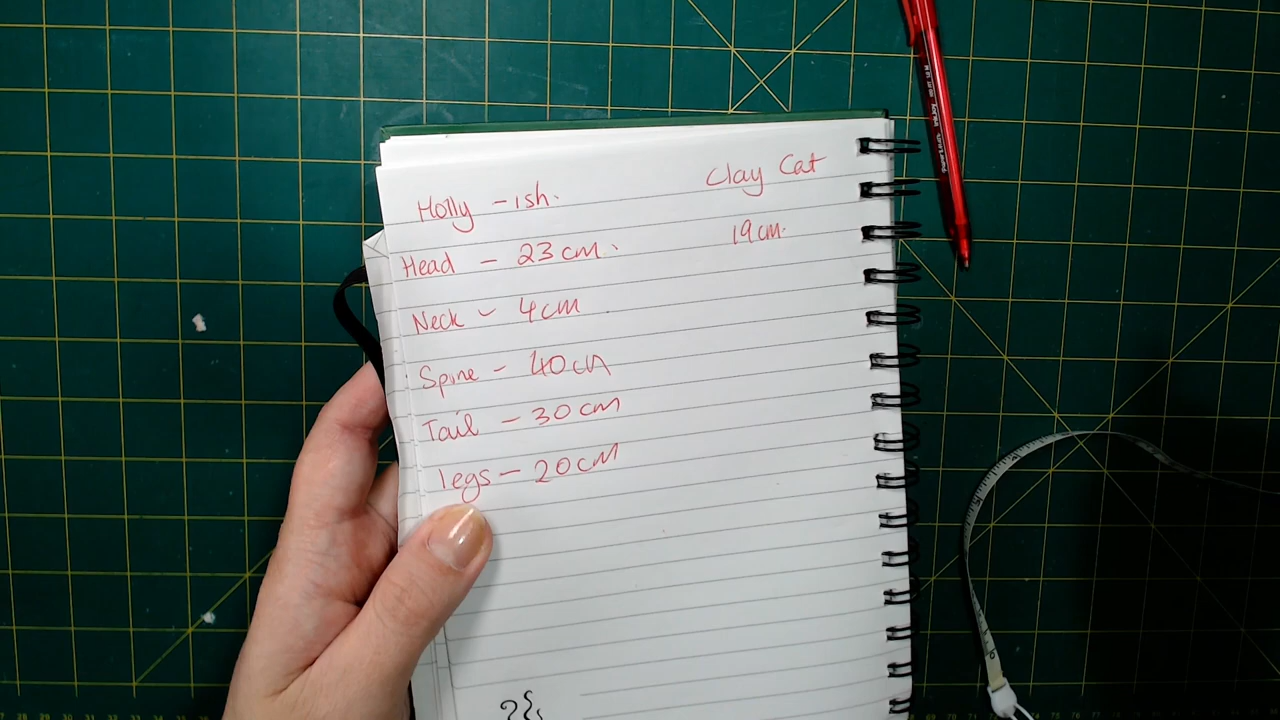 Holly - ish. Clay Cat
Head - 23 cm. 19 cm.
Neck - 4 cm
Spine - 40 cm
Tail - 30 cm
legs - 20 cm